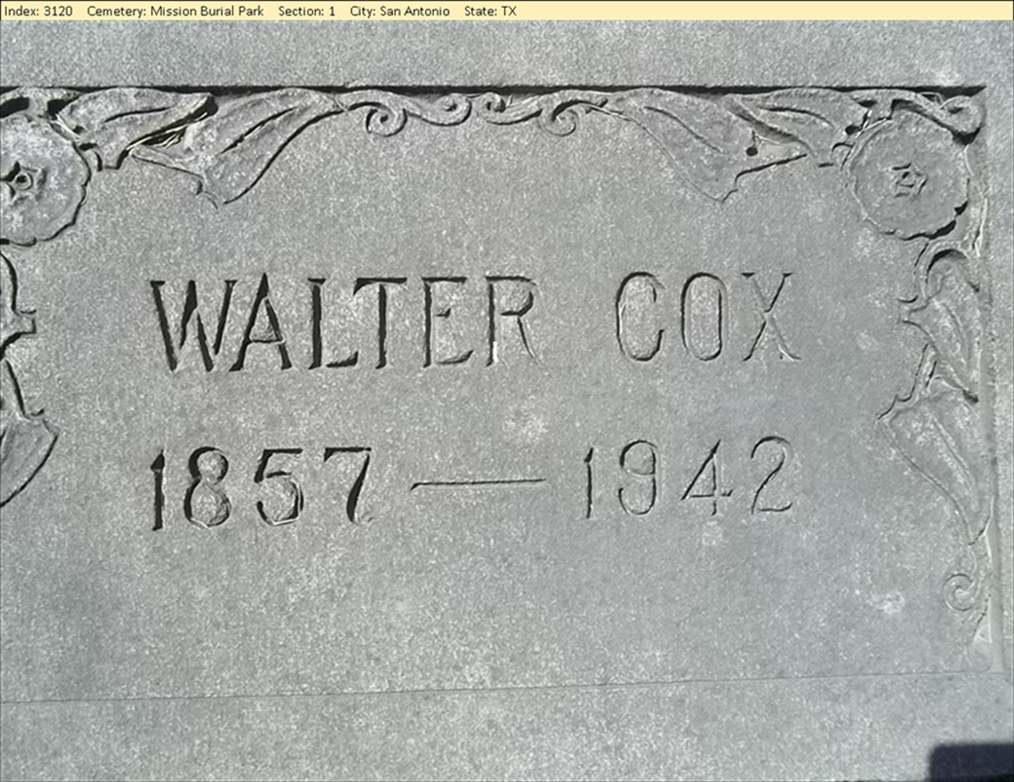 Index: 3120 Cemetery: Mission Burial Park Section: 1 City: San Antonio State: TX
WALTER COX
1857 — 1942